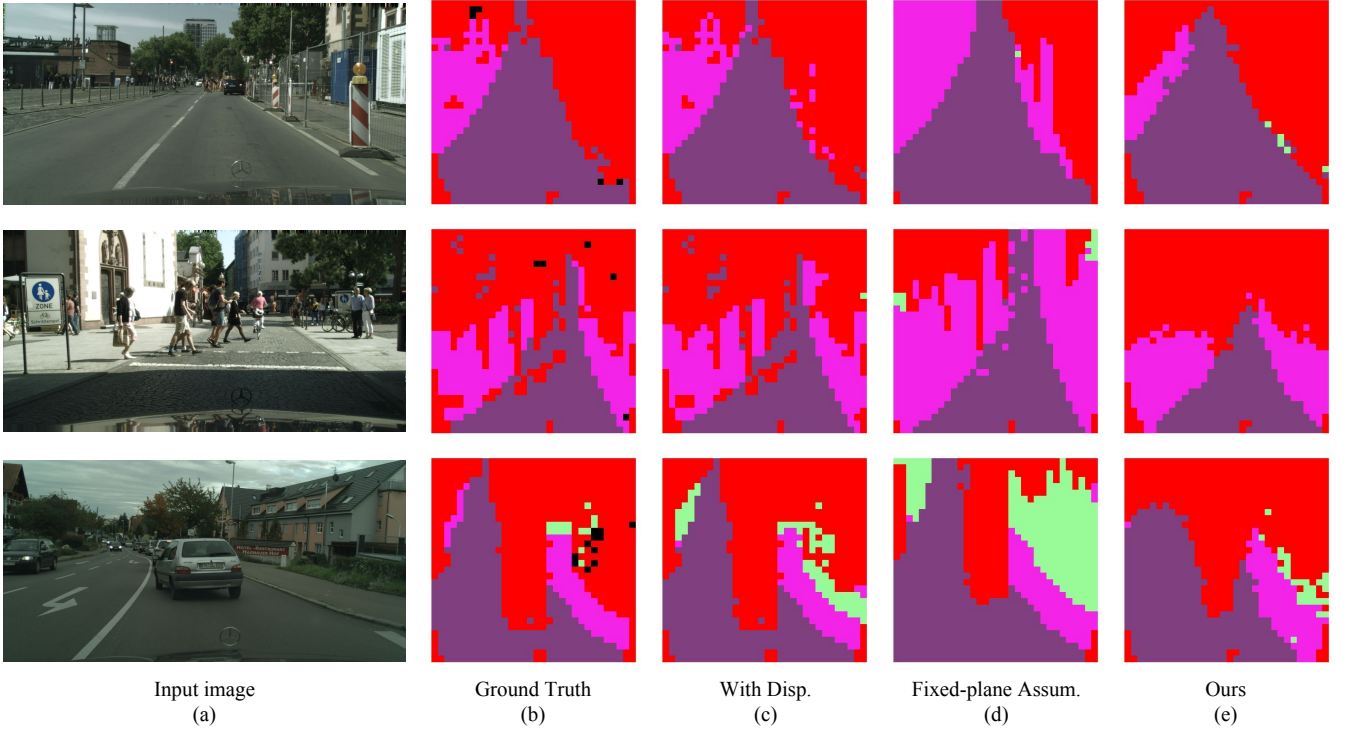 ZONE
Input image
Ground Truth
With Disp.
Fixed-plane Assum.
Ours
(a)
(b)
(c)
(d)
(e)